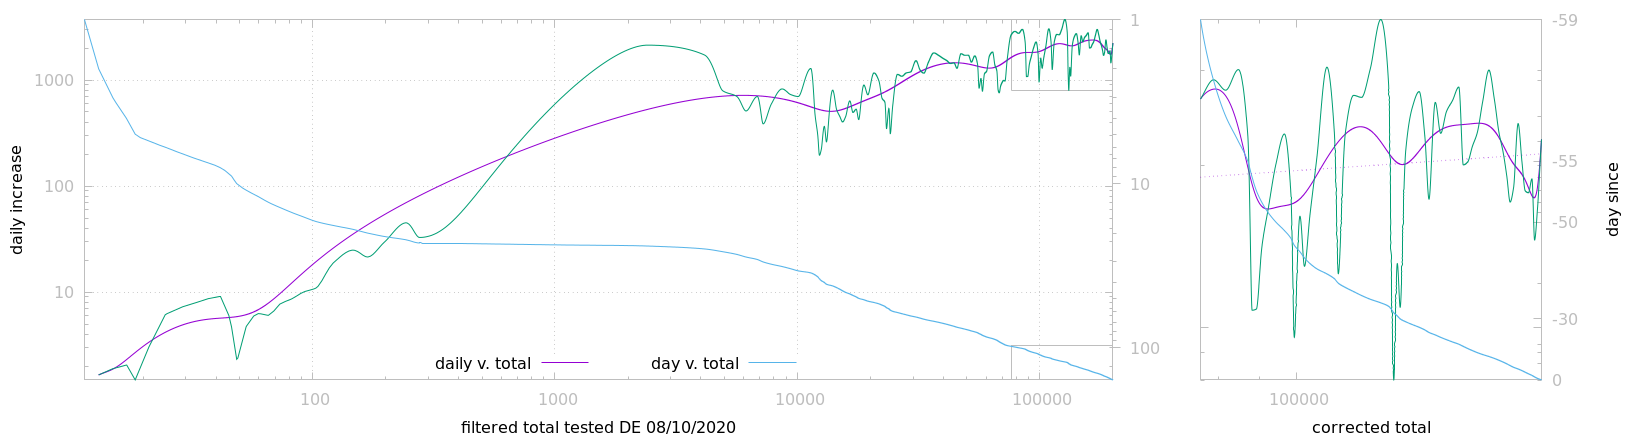 daily increase
1000
100
10
100
1000
10000
100000
1
10
100
daily v. total
day v. total
filtered total tested DE 08/10/2020
-59
-55
-50
-30
0
day since
100000
corrected total